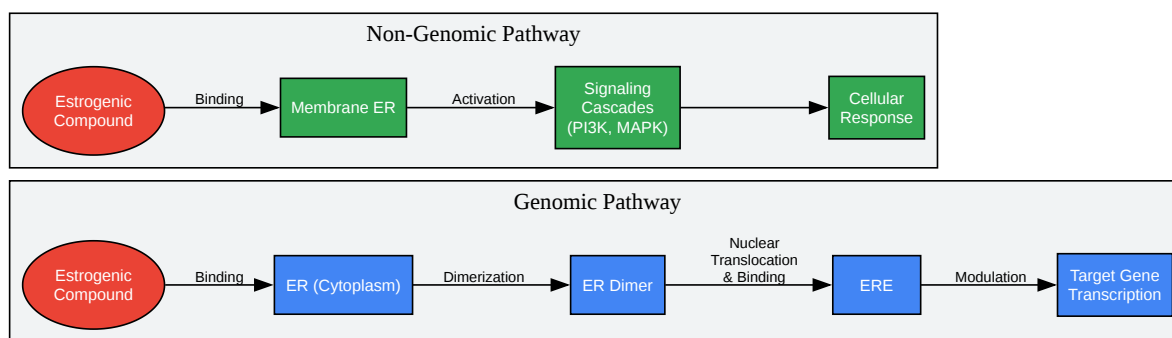 Non-Genomic Pathway
Estrogenic
Compound
Binding
Membrane ER
Activation
Signaling
Cascades
(PI3K, MAPK)
Cellular
Response
Genomic Pathway
Estrogenic
Compound
Binding
ER (Cytoplasm)
Dimerization
ER Dimer
Nuclear
Translocation
& Binding
ERE
Modulation
Target Gene
Transcription